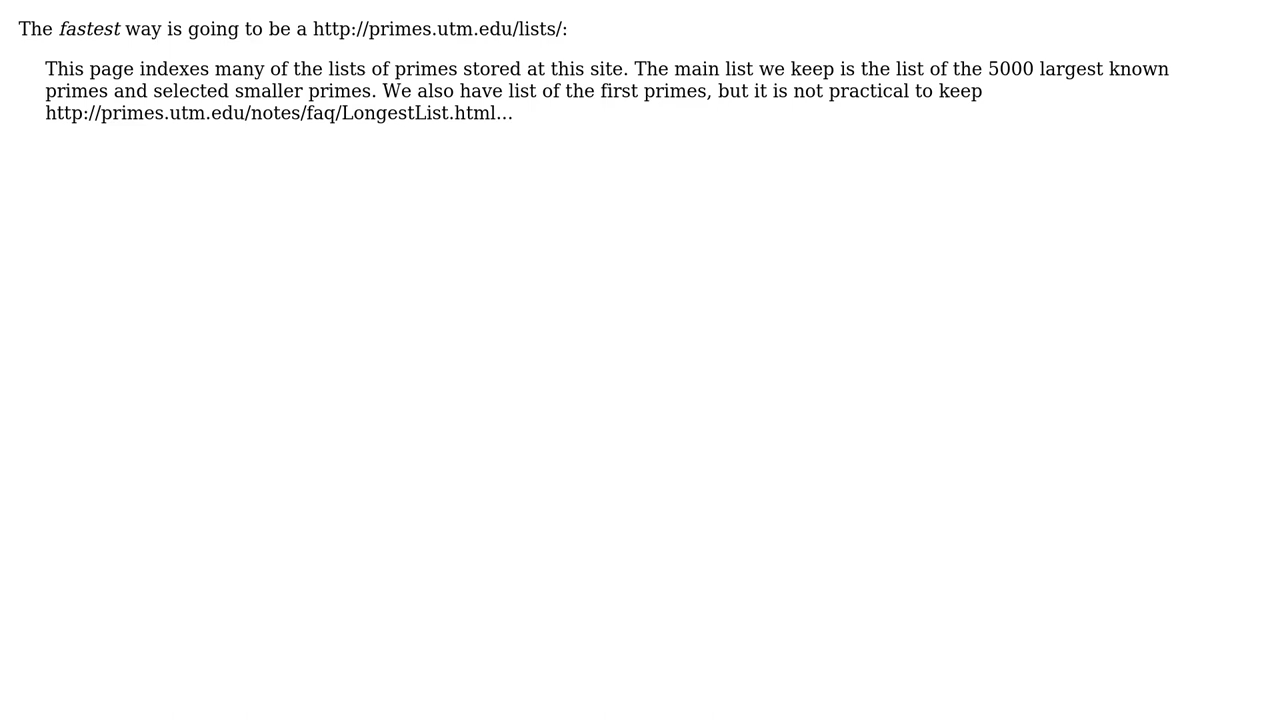 The fastest way is going to be a http://primes.utm.edu/lists/:
This page indexes many of the lists of primes stored at this site. The main list we keep is the list of the 5000 largest known
primes and selected smaller primes. We also have list of the first primes, but it is not practical to keep
http://primes.utm.edu/notes/faq/LongestList.html...